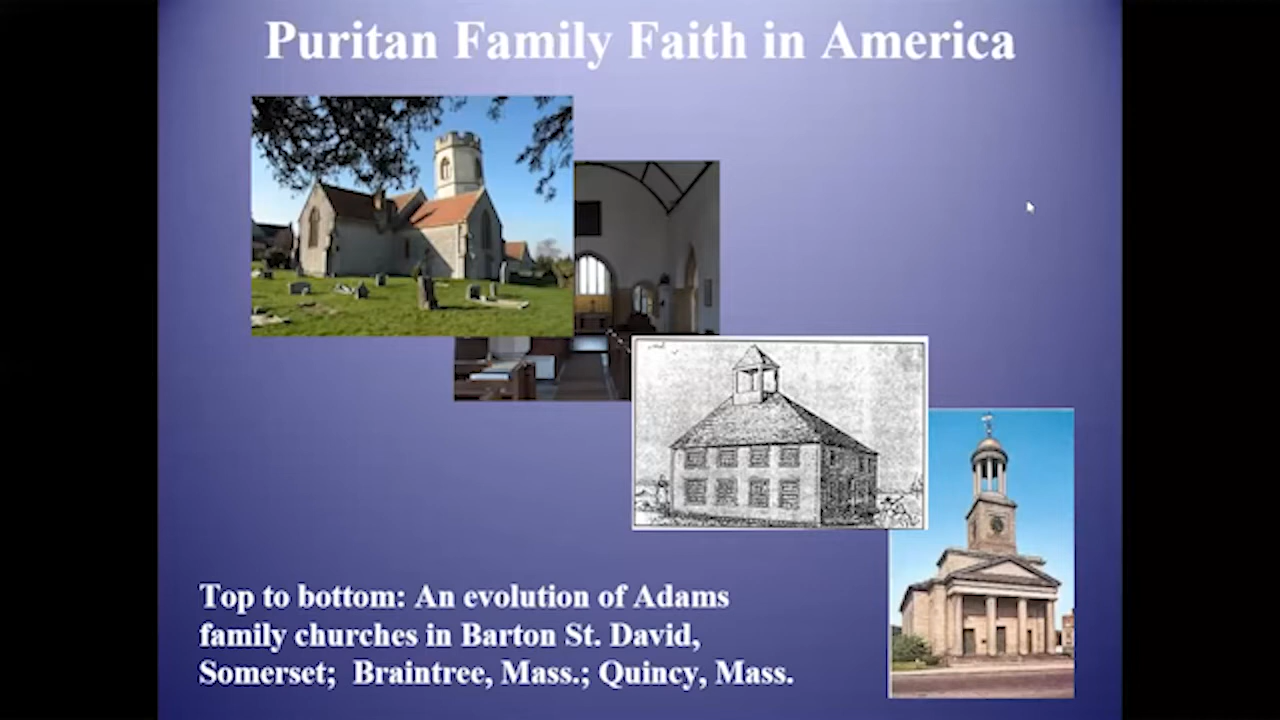 Puritan Family Faith in America
Top to bottom: An evolution of Adams
family churches in Barton St. David,
Somerset; Braintree, Mass.; Quincy, Mass.